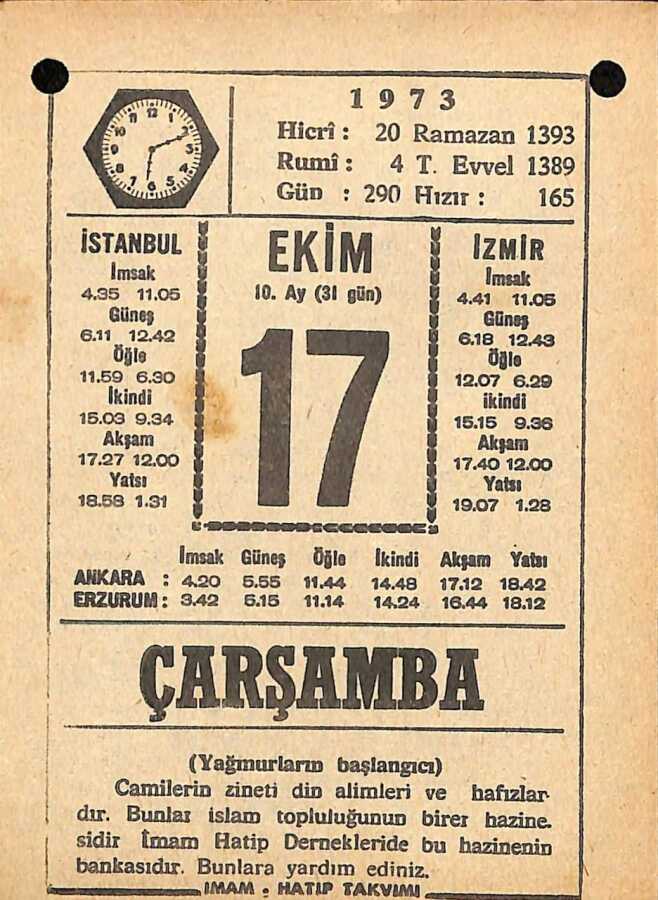 1973
Hicrî : 20 Ramazan 1393
Rumî : 4 T. Evvel 1389
Gün : 290 Hızır : 165
İSTANBUL
İmsak
4.35 11.05
Güneş
6.11 12.42
Öğle
11.59 6.30
İkindi
15.03 9.34
Akşam
17.27 12.00
Yatsı
18.58 1.31
EKİM
10. Ay (31 gün)
17
İZMİR
İmsak
4.41 11.05
Güneş
6.18 12.43
Öğle
12.07 6.29
ikindi
15.15 9.36
Akşam
17.40 12.00
Yatsı
19.07 1.28
İmsak Güneş Öğle İkindi Akşam Yatsı
ANKARA : 4.20 5.55 11.44 14.48 17.12 18.42
ERZURUM : 3.42 5.15 11.14 14.24 16.44 18.12
ÇARŞAMBA
(Yağmurların başlangıcı)
Camilerin zineti din alimleri ve hafızlar-
dır. Bunlar islam topluluğunun birer hazine-
sidir İmam Hatip Dernekleride bu hazinenin
bankasıdır. Bunlara yardım ediniz.
İMAM - HATİP TAKVİMİ